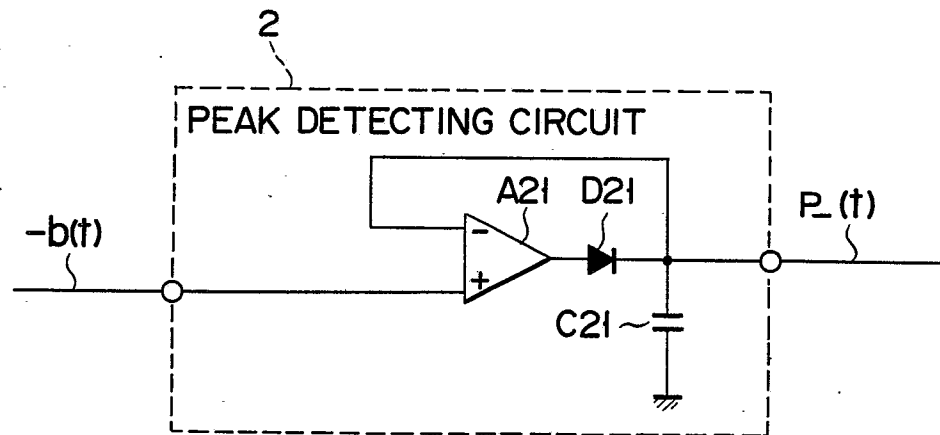 2
PEAK DETECTING CIRCUIT
A21 D21
P_(t)
-b(t)
-
+
C21